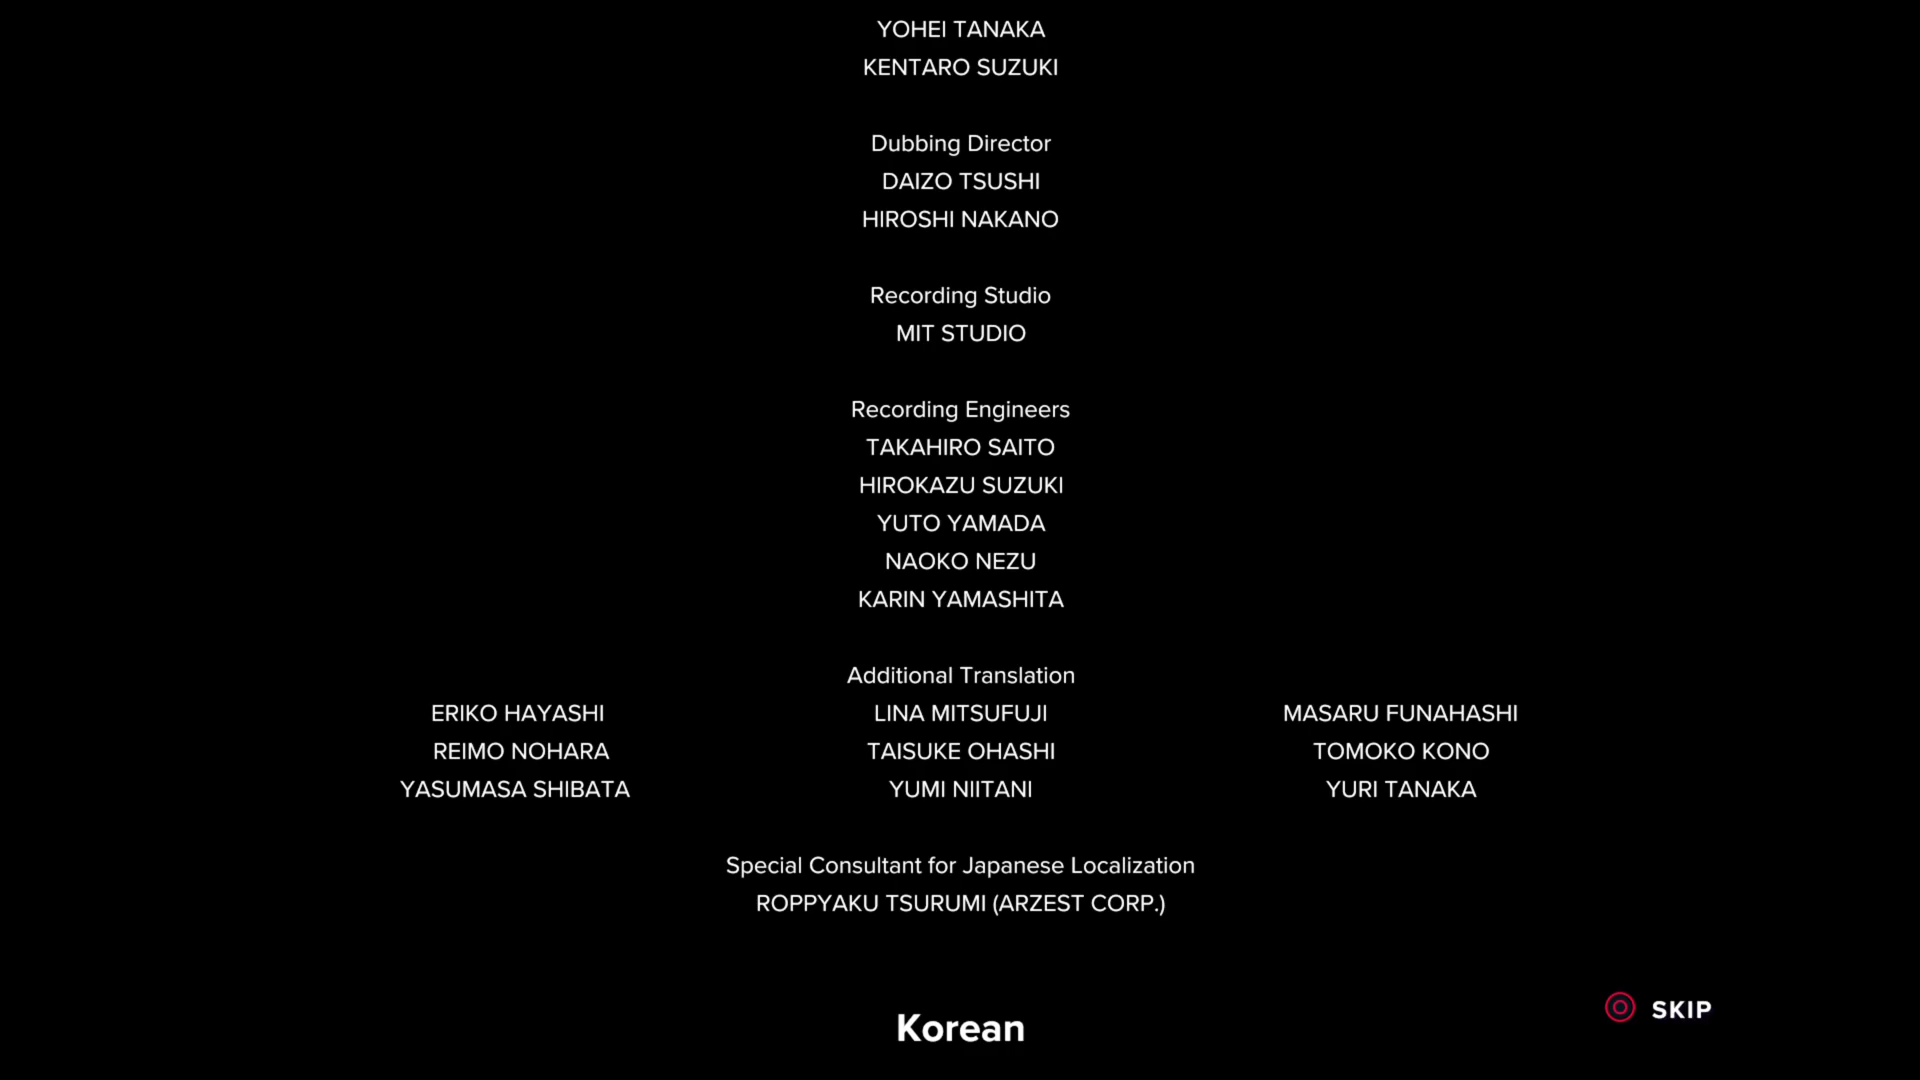 YOHEI TANAKA
KENTARO SUZUKI
Dubbing Director
DAIZO TSUSHI
HIROSHI NAKANO
Recording Studio
MIT STUDIO
Recording Engineers
TAKAHIRO SAITO
HIROKAZU SUZUKI
YUTO YAMADA
NAOKO NEZU
KARIN YAMASHITA
Additional Translation
ERIKO HAYASHI LINA MITSUFUJI MASARU FUNAHASHI
REIMO NOHARA TAISUKE OHASHI TOMOKO KONO
YASUMASA SHIBATA YUMI NIITANI YURI TANAKA
Special Consultant for Japanese Localization
ROPPYAKU TSURUMI (ARZEST CORP.)
SKIP
Korean